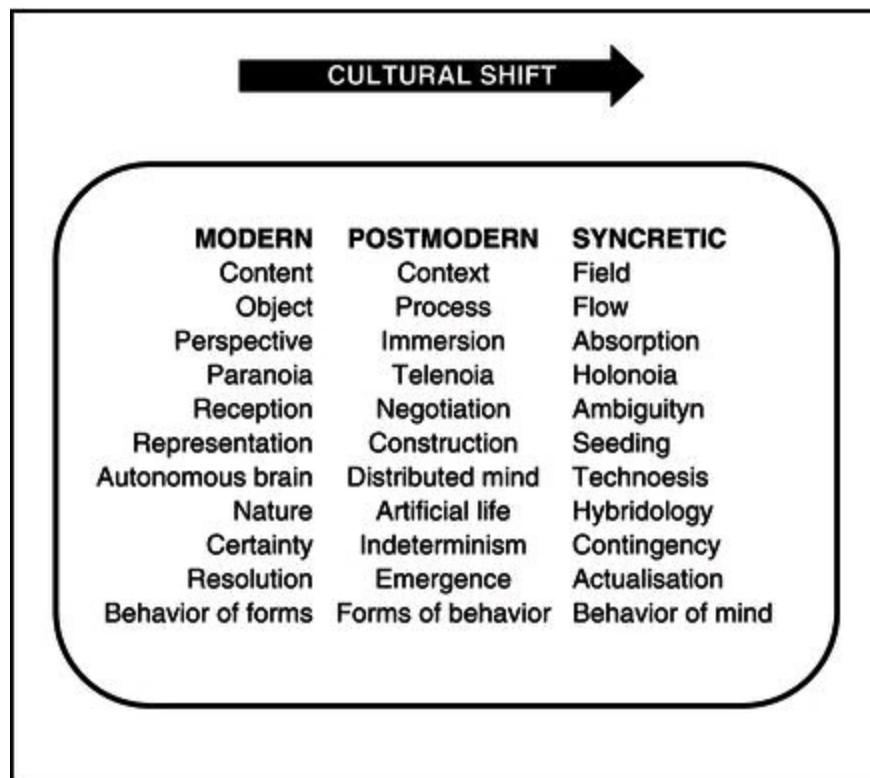 CULTURAL SHIFT
MODERN POSTMODERN SYNCRETIC
Content Context Field
Object Process Flow
Perspective Immersion Absorption
Paranoia Telenoia Holonoia
Reception Negotiation Ambiguityn
Representation Construction Seeding
Autonomous brain Distributed mind Technoesis
Nature Artificial life Hybridology
Certainty Indeterminism Contingency
Resolution Emergence Actualisation
Behavior of forms Forms of behavior Behavior of mind